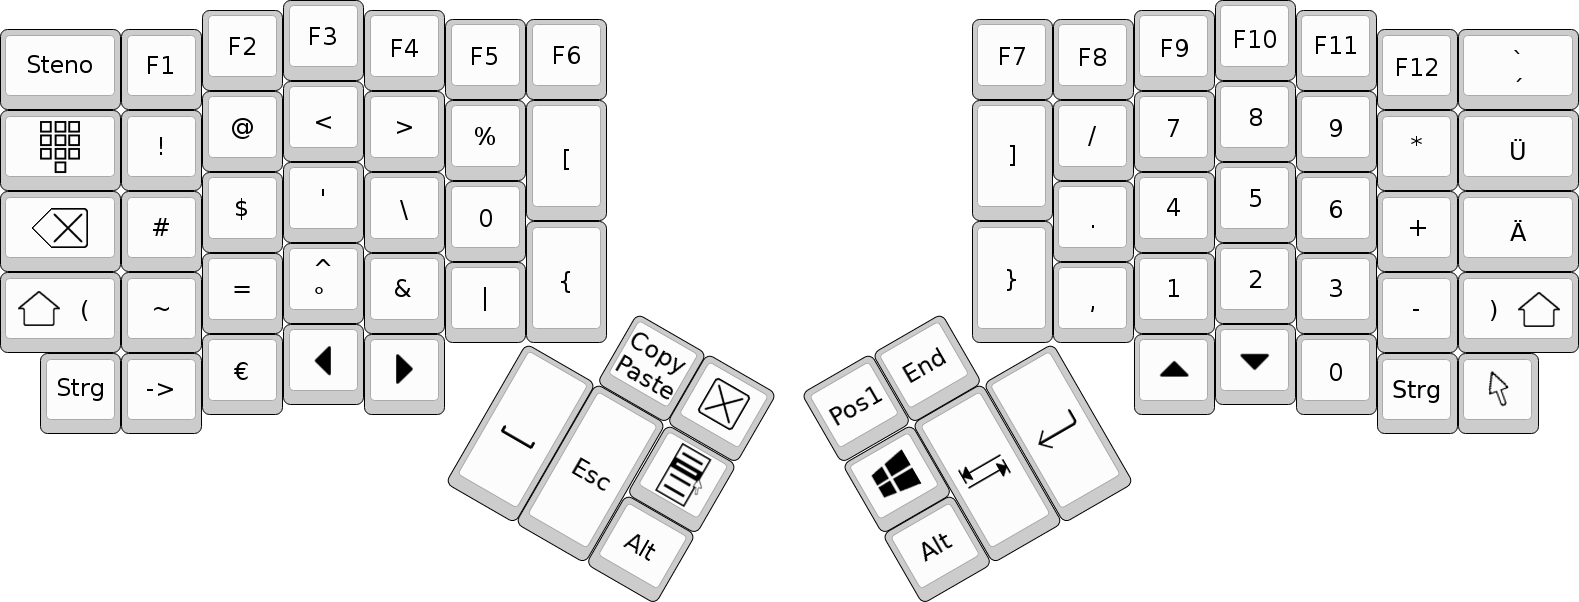 Steno
F1
F2
F3
F4
F5
F6
F7
F8
F9
F10
F11
F12
`
´
!
@
<
>
%
[
]
/
7
8
9
*
Ü
#
$
'
\
0
.
4
5
6
+
Ä
(
~
=
^
°
&
|
{
}
,
1
2
3
-
)
Strg
->
€
0
Strg
Copy
Paste
Esc
Alt
Pos1
End
Alt